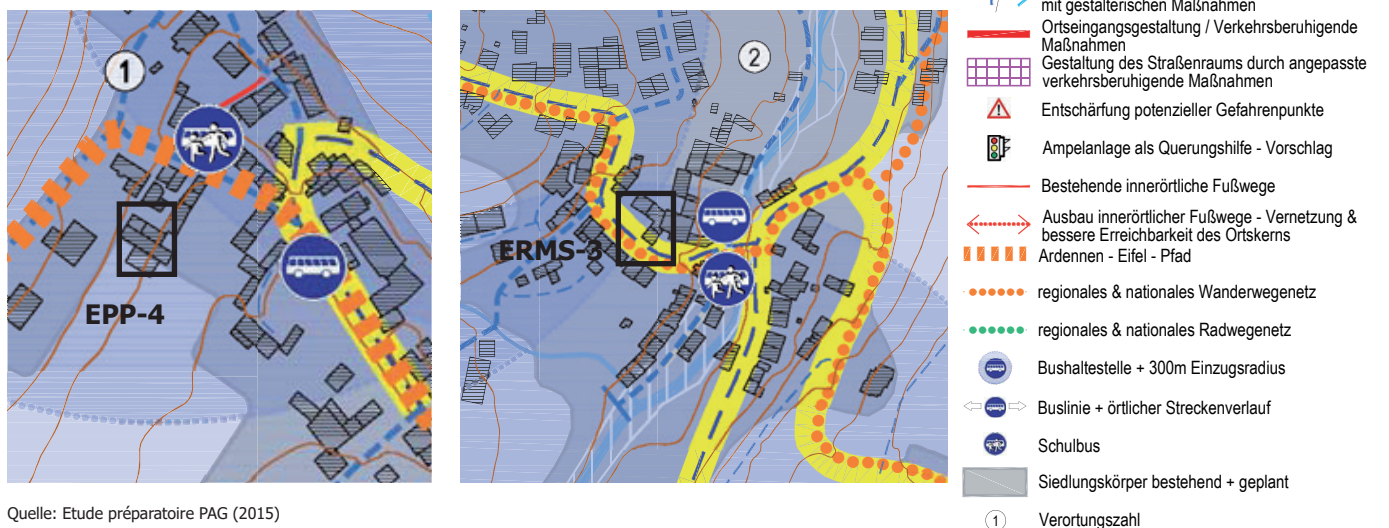 1
EPP-4
2
ERMS-3
mit gestalterischen Maßnahmen
Ortseingangsgestaltung / Verkehrsberuhigende
Maßnahmen
Gestaltung des Straßenraums durch angepasste
verkehrsberuhigende Maßnahmen
Entschärfung potenzieller Gefahrenpunkte
Ampelanlage als Querungshilfe - Vorschlag
Bestehende innerörtliche Fußwege
Ausbau innerörtlicher Fußwege - Vernetzung &
bessere Erreichbarkeit des Ortskerns
Ardennen - Eifel - Pfad
regionales & nationales Wanderwegenetz
regionales & nationales Radwegenetz
Bushaltestelle + 300m Einzugsradius
Buslinie + örtlicher Streckenverlauf
Schulbus
Siedlungskörper bestehend + geplant
1 Verortungszahl
Quelle: Etude préparatoire PAG (2015)